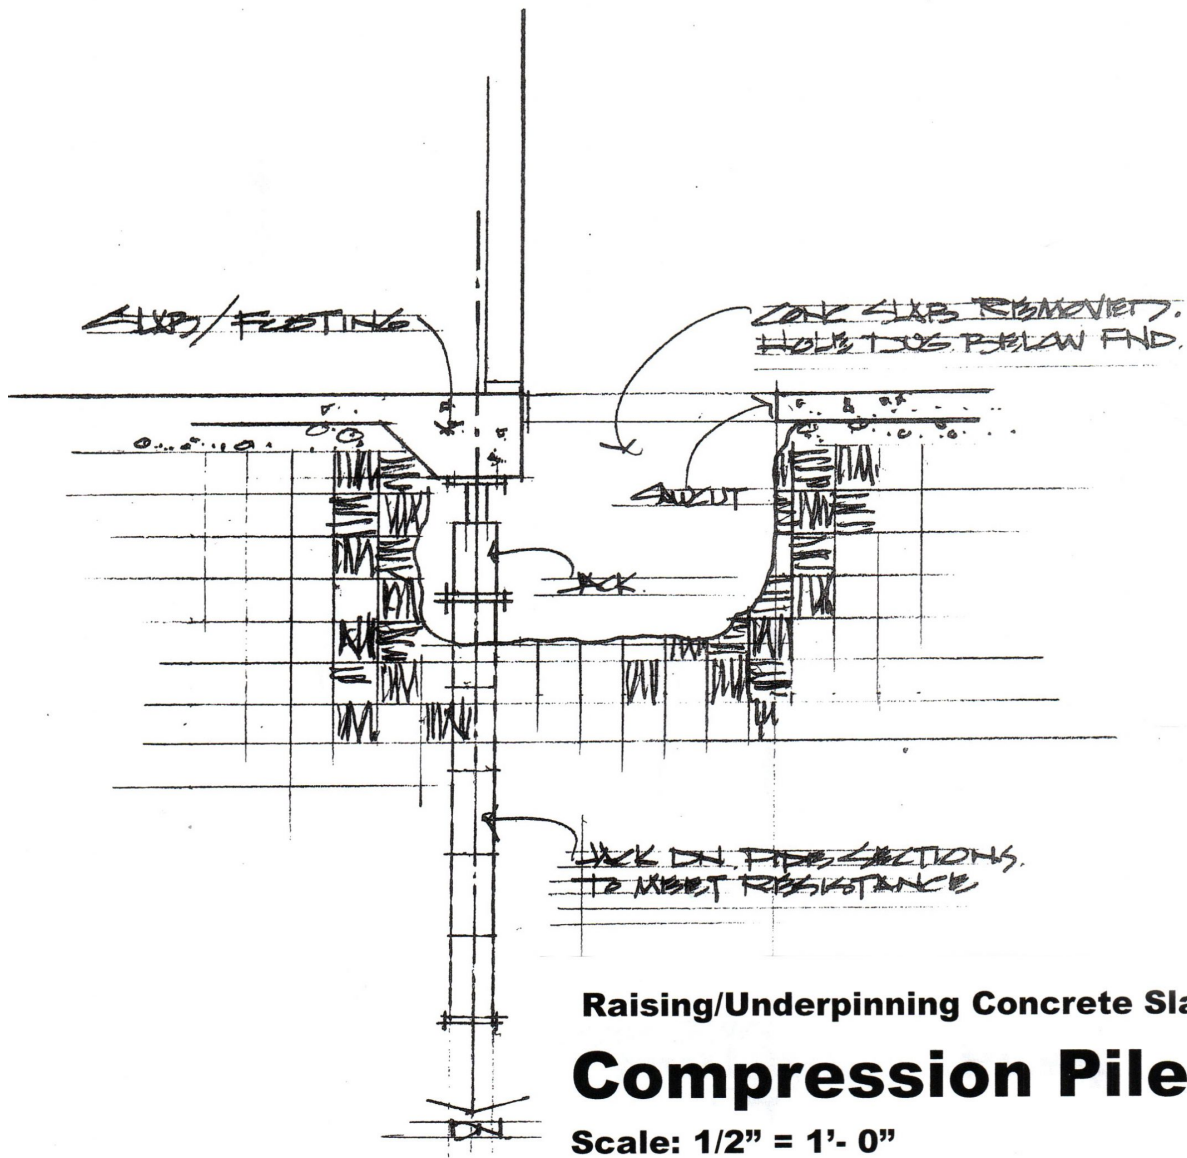 SLAB/FOOTING
CONC SLAB REMOVED.
HOLE DUG BELOW FND.
SAWCUT
JACK
JACK DN. PIPE SECTIONS.
TO MEET RESISTANCE
Raising/Underpinning Concrete Sla
Compression Pile
Scale: 1/2” = 1’- 0”
DN